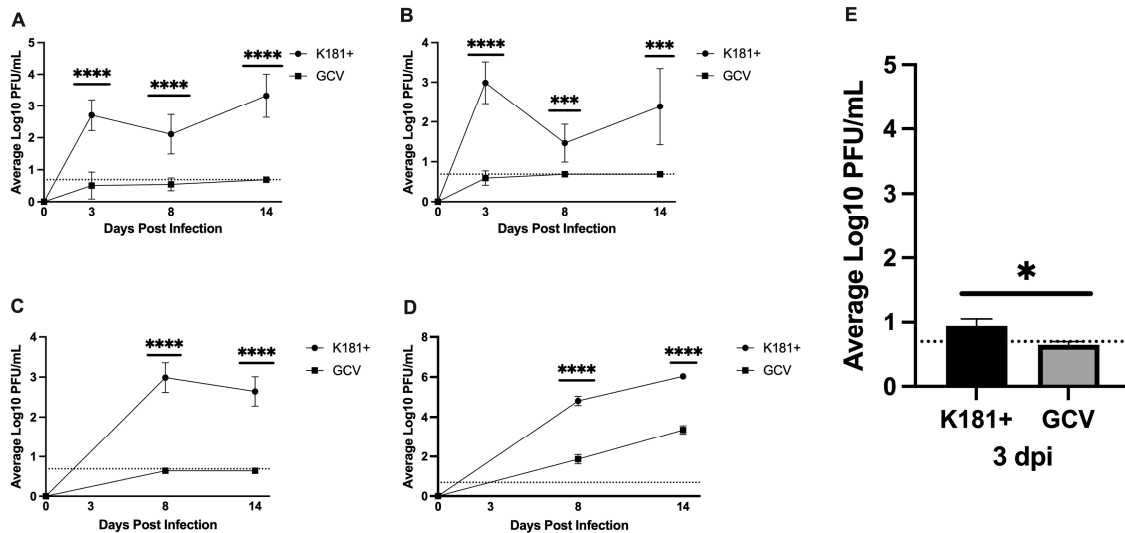 A
Average Log10 PFU/mL
5
4
3
2
1
0
**** **** ****
K181+
GCV
0 3 8 14
Days Post Infection
B
Average Log10 PFU/mL
4
3
2
1
0
**** *** ***
K181+
GCV
0 3 8 14
Days Post Infection
C
Average Log10 PFU/mL
4
3
2
1
0
**** ****
K181+
GCV
0 3 8 14
Days Post Infection
D
Average Log10 PFU/mL
8
6
4
2
0
**** ****
K181+
GCV
0 3 8 14
Days Post Infection
E
Average Log10 PFU/mL
5
4
3
2
1
0
*
K181+ GCV
3 dpi